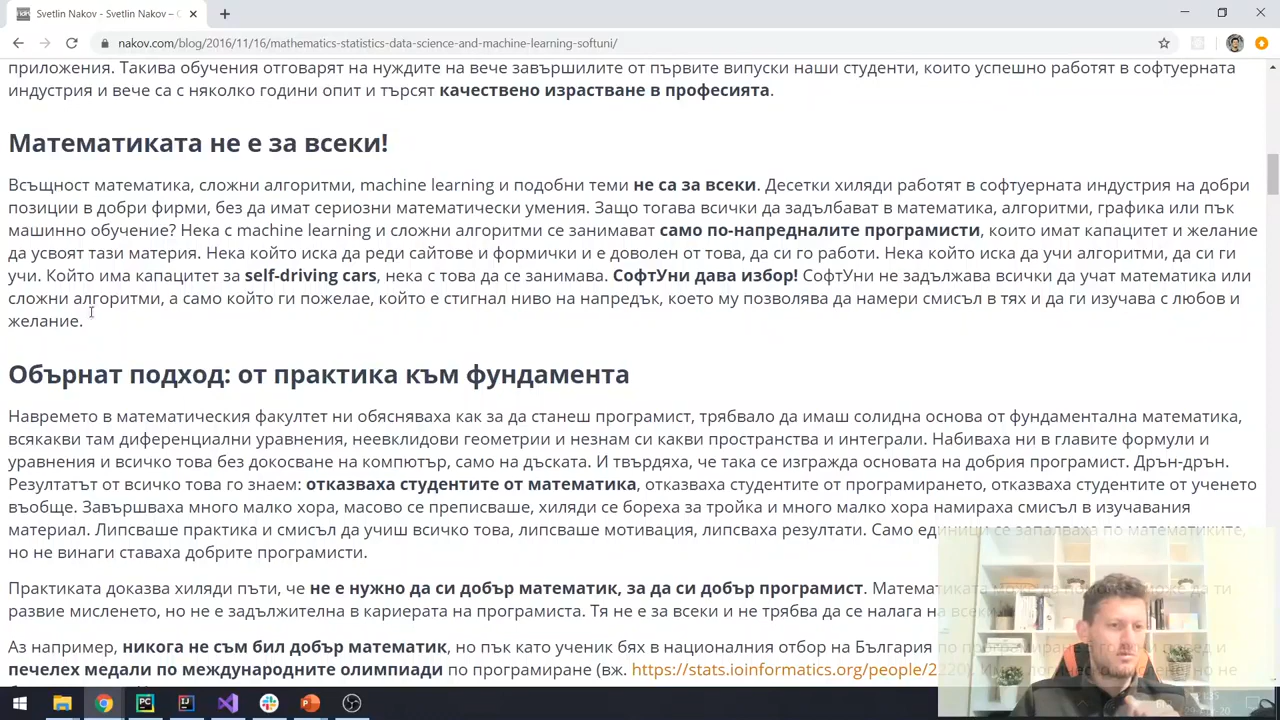 Svetlin Nakov - Svetlin Nakov – 
nakov.com/blog/2016/11/16/mathematics-statistics-data-science-and-machine-learning-softuni/
приложения. Такива обучения отговарят на нуждите на вече завършилите от първите випуски наши студенти, които успешно работят в софтуерната
индустрия и вече са с няколко години опит и търсят качествено израстване в професията.
Математиката не е за всеки!
Всъщност математика, сложни алгоритми, machine learning и подобни теми не са за всеки. Десетки хиляди работят в софтуерната индустрия на добри
позиции в добри фирми, без да имат сериозни математически умения. Защо тогава всички да задълбават в математика, алгоритми, графика или пък
машинно обучение? Нека с machine learning и сложни алгоритми се занимават само по-напредналите програмисти, които имат капацитет и желание
да усвоят тази материя. Нека който иска да реди сайтове и формички и е доволен от това, да си го работи. Нека който иска да учи алгоритми, да си ги
учи. Който има капацитет за self-driving cars, нека с това да се занимава. СофтУни дава избор! СофтУни не задължава всички да учат математика или
сложни алгоритми, а само който ги пожелае, който е стигнал ниво на напредък, което му позволява да намери смисъл в тях и да ги изучава с любов и
желание.
Обърнат подход: от практика към фундамента
Навремето в математическия факултет ни обясняваха как за да станеш програмист, трябвало да имаш солидна основа от фундаментална математика,
всякакви там диференциални уравнения, неевклидови геометрии и незнам си какви пространства и интеграли. Набиваха ни в главите формули и
уравнения и всичко това без докосване на компютър, само на дъската. И твърдяха, че така се изгражда основата на добрия програмист. Дрън-дрън.
Резултатът от всичко това го знаем: отказваха студентите от математика, отказваха студентите от програмирането, отказваха студентите от ученето
въобще. Завършваха много малко хора, масово се преписваше, хиляди се бореха за тройка и много малко хора намираха смисъл в изучавания
материал. Липсваше практика и смисъл да учиш всичко това, липсваше мотивация, липсваха резултати. Само единици се запалваха по математиките,
но не винаги ставаха добрите програмисти.
Практиката доказва хиляди пъти, че не е нужно да си добър математик, за да си добър програмист. Математиката може да ти
развие мисленето, но не е задължителна в кариерата на програмиста. Тя не е за всеки и не трябва да се налага на всеки
Аз например, никога не съм бил добър математик, но пък като ученик бях в националния отбор на България по програмиране
печелех медали по международните олимпиади по програмиране (вж. https://stats.ioinformatics.org/people/2220).